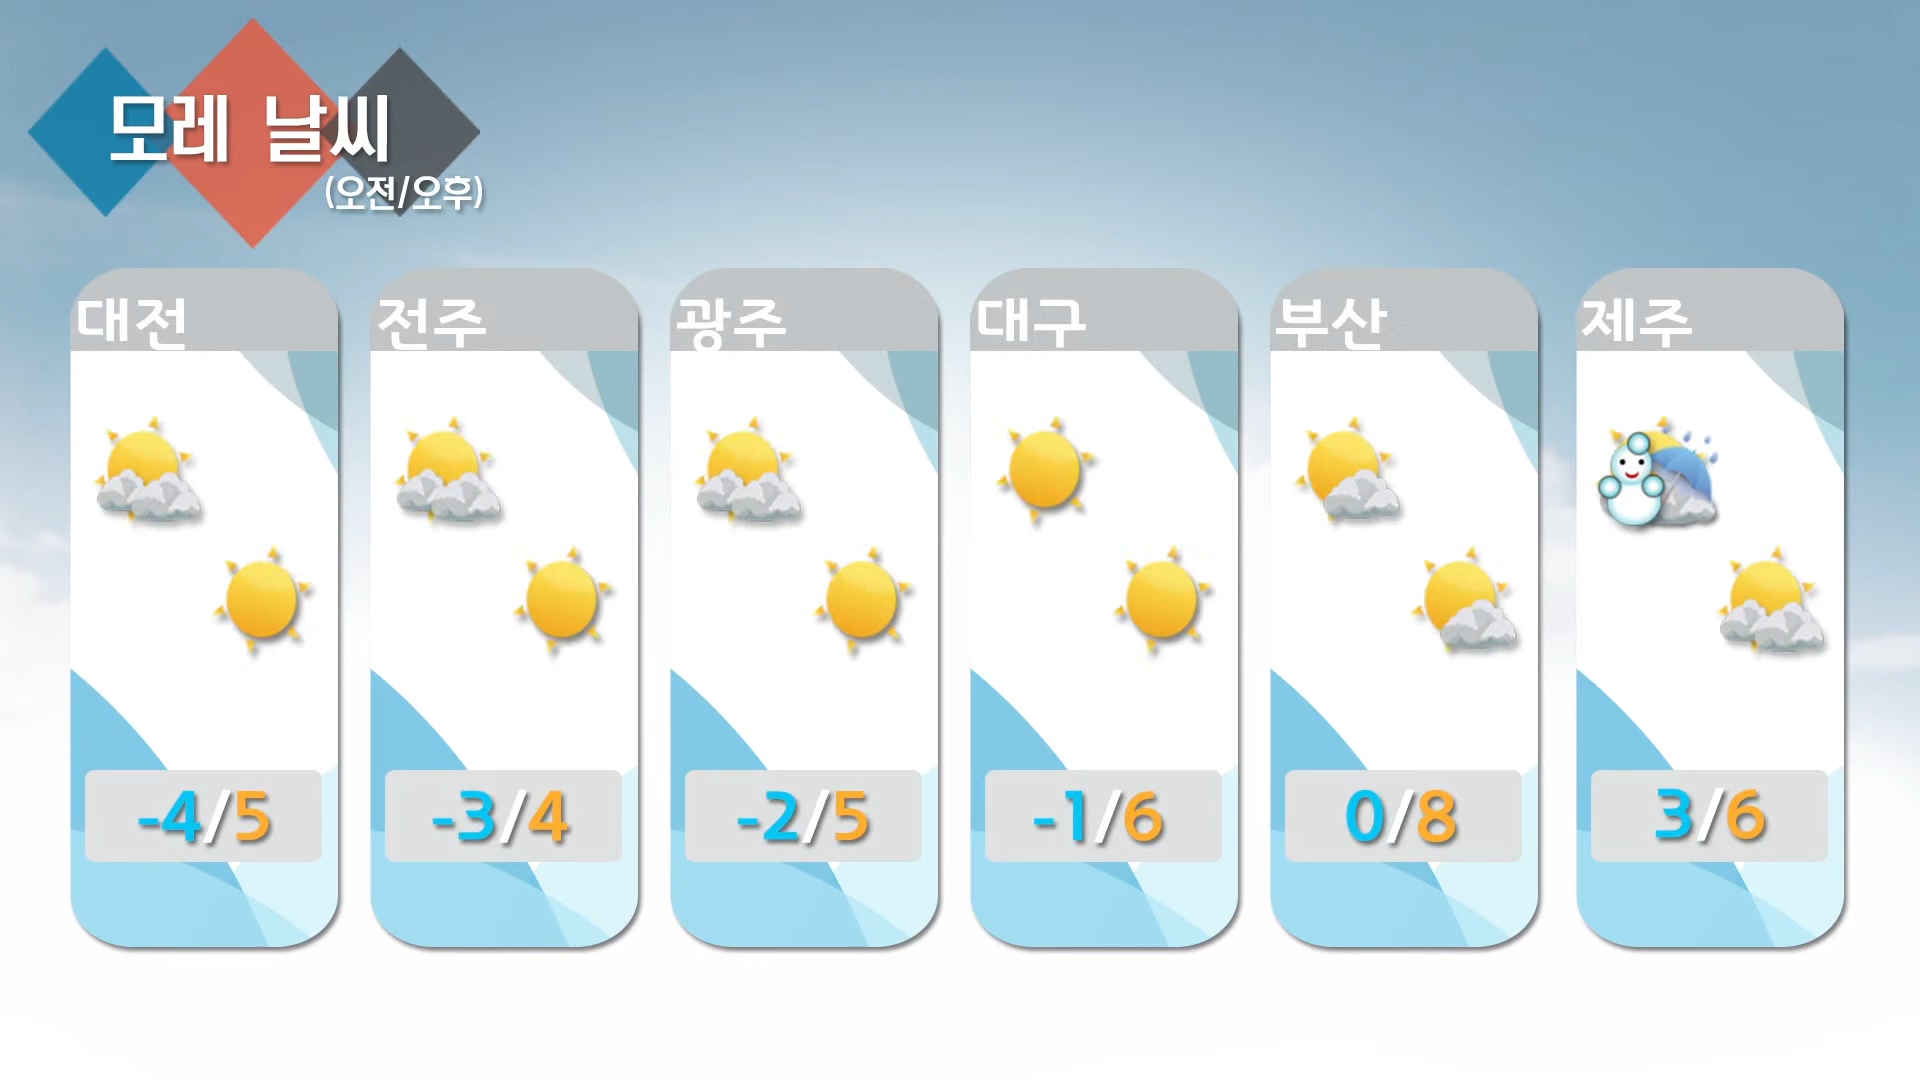 모레 날씨
(오전/오후)
대전
전주
광주
대구
부산
제주
-4/5
-3/4
-2/5
-1/6
0/8
3/6